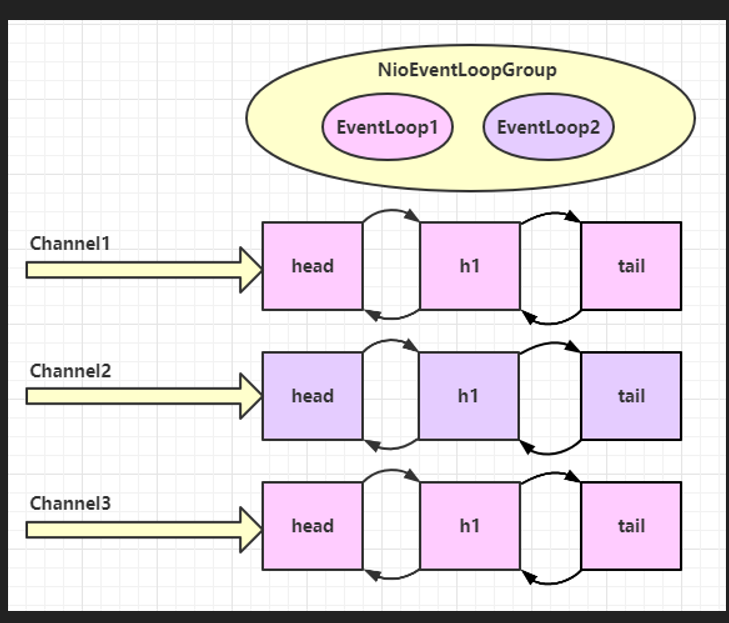 NioEventLoopGroup
EventLoop1 EventLoop2
Channel1
head h1 tail
Channel2
head h1 tail
Channel3
head h1 tail